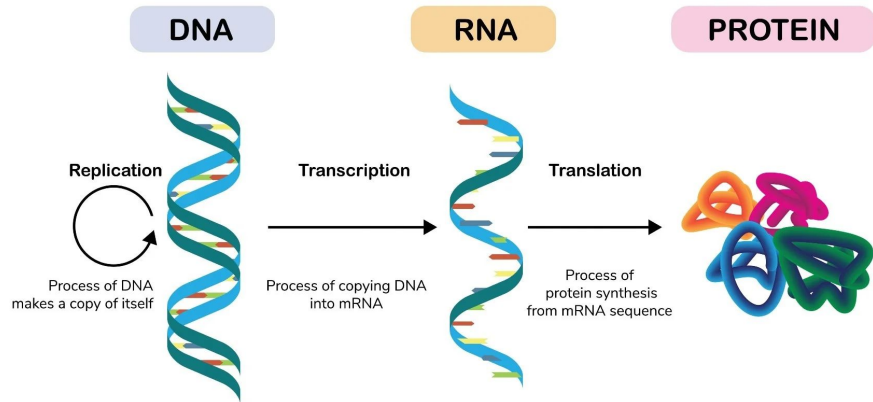 DNA
RNA
PROTEIN
Replication
Process of DNA
makes a copy of itself
Transcription
Process of copying DNA
into mRNA
Translation
Process of
protein synthesis
from mRNA sequence